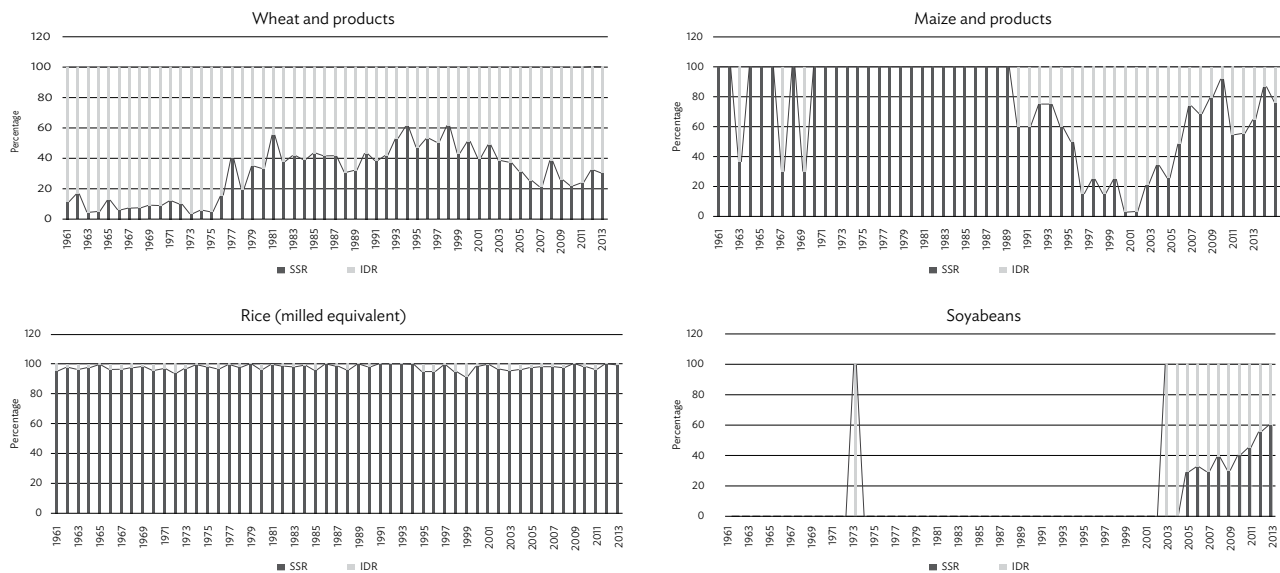 Wheat and products
120
100
80
60
40
20
0
Percentage
1961 1963 1965 1967 1969 1971 1973 1975 1977 1979 1981 1983 1985 1987 1989 1991 1993 1995 1997 1999 2001 2003 2005 2007 2009 2011 2013
SSR IDR
Maize and products
120
100
80
60
40
20
0
Percentage
1961 1963 1965 1967 1969 1971 1973 1975 1977 1979 1981 1983 1985 1987 1989 1991 1993 1995 1997 1999 2001 2003 2005 2007 2009 2011 2013
SSR IDR
Rice (milled equivalent)
120
100
80
60
40
20
0
Percentage
1961 1963 1965 1967 1969 1971 1973 1975 1977 1979 1981 1983 1985 1987 1989 1991 1993 1995 1997 1999 2001 2003 2005 2007 2009 2011 2013
SSR IDR
Soyabeans
120
100
80
60
40
20
0
Percentage
1961 1963 1965 1967 1969 1971 1973 1975 1977 1979 1981 1983 1985 1987 1989 1991 1993 1995 1997 1999 2001 2003 2005 2007 2009 2011 2013
SSR IDR